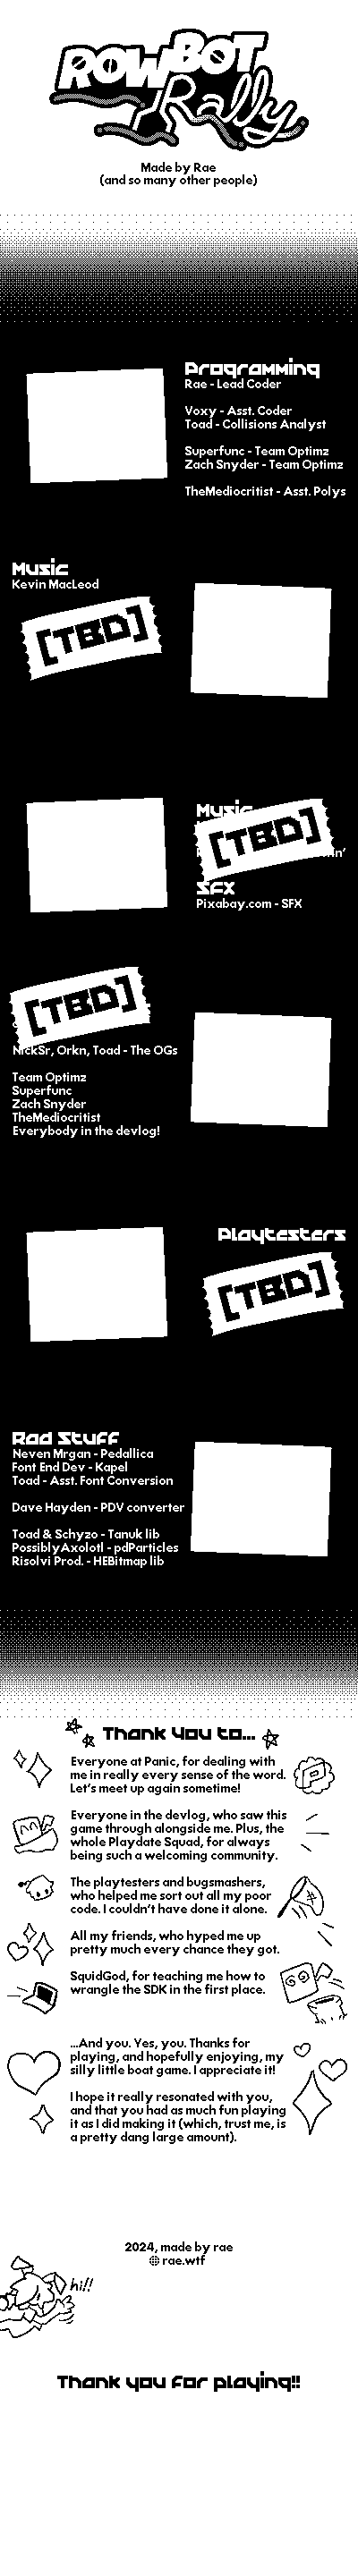 ROWBOT
Rally
Made by Rae
(and so many other people)
Programming
Rae - Lead Coder
Voxy - Asst. Coder
Toad - Collisions Analyst
Superfunc - Team Optimz
Zach Snyder - Team Optimz
TheMediocritist - Asst. Polys
Music
Kevin MacLeod
[TBD]
Music
[TBD]
SFX
Pixabay.com - SFX
[TBD]
NickSr, Orkn, Toad - The OGs
Team Optimz
Superfunc
Zach Snyder
TheMediocritist
Everybody in the devlog!
Playtesters
[TBD]
Rad Stuff
Neven Mrgan - Pedallica
Font End Dev - Kapel
Toad - Asst. Font Conversion
Dave Hayden - PDV converter
Toad & Schyzo - Tanuk lib
PossiblyAxolotl - pdParticles
Risolvi Prod. - HEBitmap lib
Thank You to...
Everyone at Panic, for dealing with
me in really every sense of the word.
Let's meet up again sometime!
Everyone in the devlog, who saw this
game through alongside me. Plus, the
whole Playdate Squad, for always
being such a welcoming community.
The playtesters and bugsmashers,
who helped me sort out all my poor
code. I couldn't have done it alone.
All my friends, who hyped me up
pretty much every chance they got.
SquidGod, for teaching me how to
wrangle the SDK in the first place.
...And you. Yes, you. Thanks for
playing, and hopefully enjoying, my
silly little boat game. I appreciate it!
I hope it really resonated with you,
and that you had as much fun playing
it as I did making it (which, trust me, is
a pretty dang large amount).
2024, made by rae
rae.wtf
hi!!
Thank you for playing!!